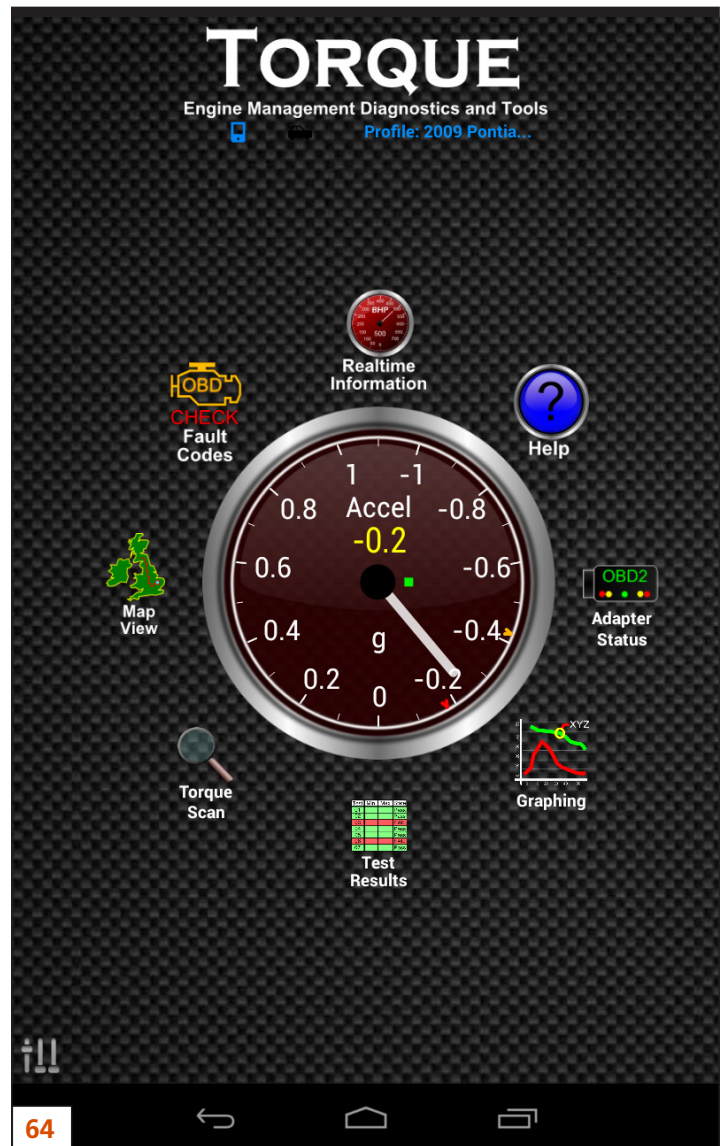 TORQUE
Engine Management Diagnostics and Tools
Profile: 2009 Pontia...
BHP
500
Realtime
Information
OBD
CHECK
Fault
Codes
?
Help
1 -1
0.8 Accel -0.8
-0.2
0.6 -0.6
0.4 g -0.4
0.2 0 -0.2
Map
View
OBD2
Adapter
Status
Torque
Scan
XYZ
Graphing
Test
Results
64